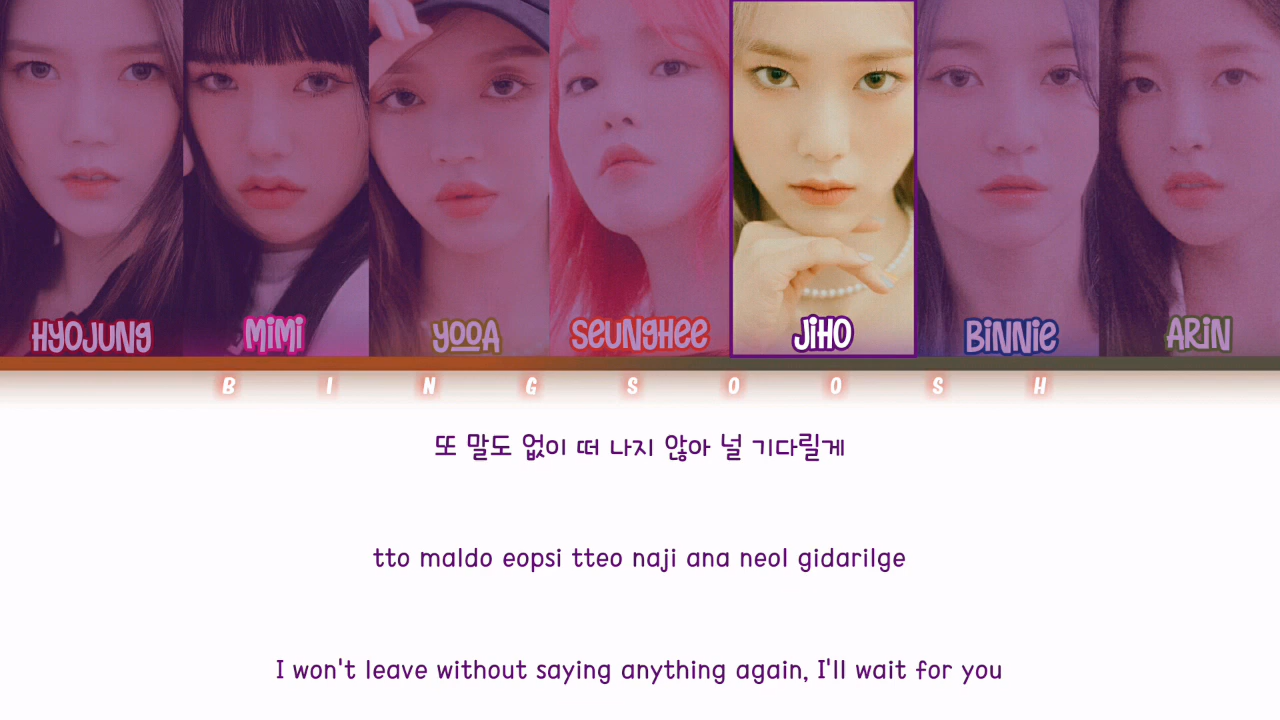 HYOJUNG MIMI YOOA SEUNGHEE JIHO BINNIE ARIN
BINGSOOSH
또 말도 없이 떠 나지 않아 널 기다릴게
tto maldo eopsi tteo naji ana neol gidarilge
I won't leave without saying anything again, I'll wait for you